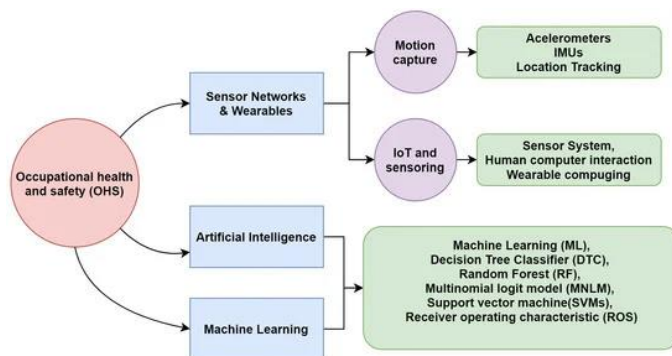 Occupational health
and safety (OHS)
Sensor Networks
& Wearables
Motion
capture
Acelerometers
IMUs
Location Tracking
IoT and
sensoring
Sensor System,
Human computer interaction
Wearable compuging
Artificial Intelligence
Machine Learning
Machine Learning (ML),
Decision Tree Classifier (DTC)
Random Forest (RF),
Multinomial logit model (MNLM)
Support vector machine(SVMs)
Receiver operating characteristic (ROS)